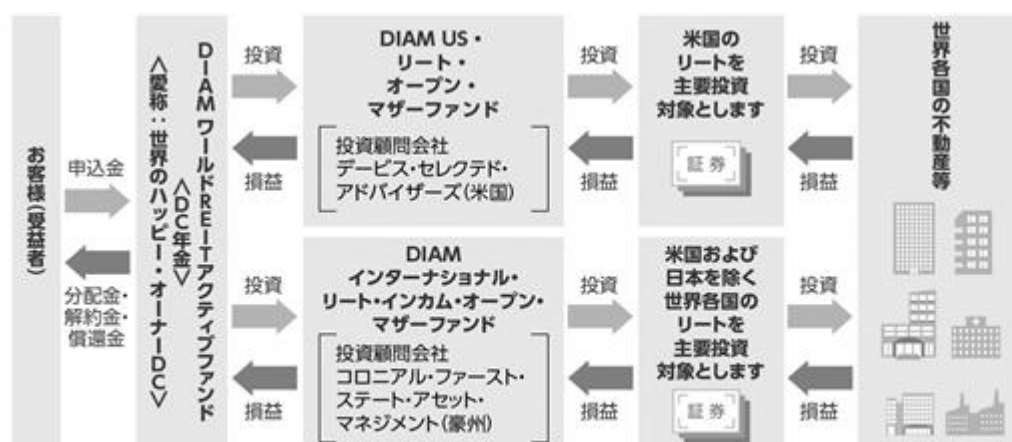 お客様(受益者)
申込金
分配金・
解約金・
償還金
DIAMワールドREITアクティブファンド
<DC年金>
<愛称:世界のハッピー・オーナーDC>
投資
損益
DIAM US・
リート・
オープン・
マザーファンド
投資顧問会社
デービス・セレクテド・
アドバイザーズ(米国)
投資
損益
米国の
リートを
主要投資
対象とします
証券
投資
損益
投資
損益
DIAM
インターナショナル・
リート・インカム・オープン・
マザーファンド
投資顧問会社
コロニアル・ファースト・
ステート・アセット・
マネジメント(豪州)
投資
損益
米国および
日本を除く
世界各国の
リートを
主要投資
対象とします
証券
投資
損益
世界各国の不動産等